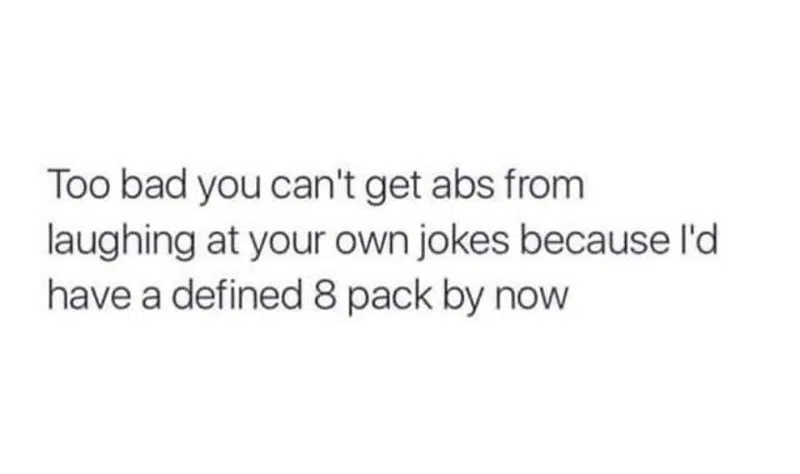 Too bad you can't get abs from
laughing at your own jokes because I'd
have a defined 8 pack by now